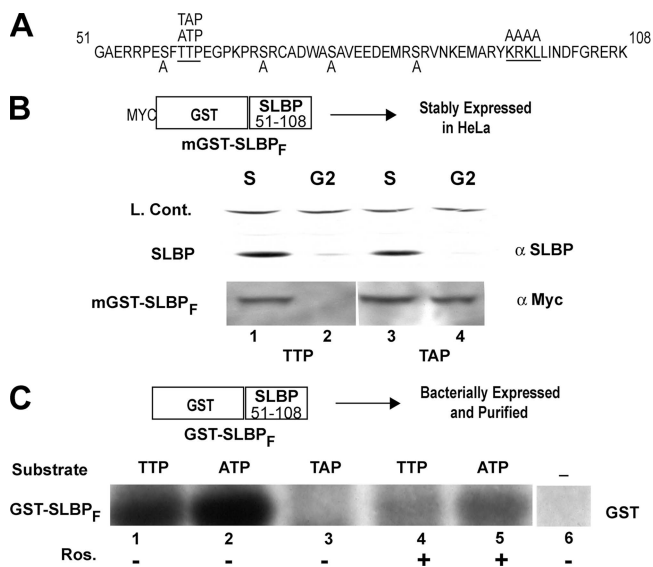 A
TAP
ATP AAAA
51 108
GAERRPESFTTPEGPKPRSRCADWASAVEEDEMRSRVNKEMARYKRKLLINDFGRERK
A A A A
B
MYC GST SLBP 51-108 Stably Expressed in HeLa
mGST-SLBPF
S G2 S G2
L. Cont.
SLBP α SLBP
mGST-SLBPF α Myc
1 2 3 4
TTP TAP
C
GST SLBP 51-108 Bacterially Expressed and Purified
GST-SLBPF
Substrate TTP ATP TAP TTP ATP –
GST-SLBPF GST
1 2 3 4 5 6
Ros. - - - + + -